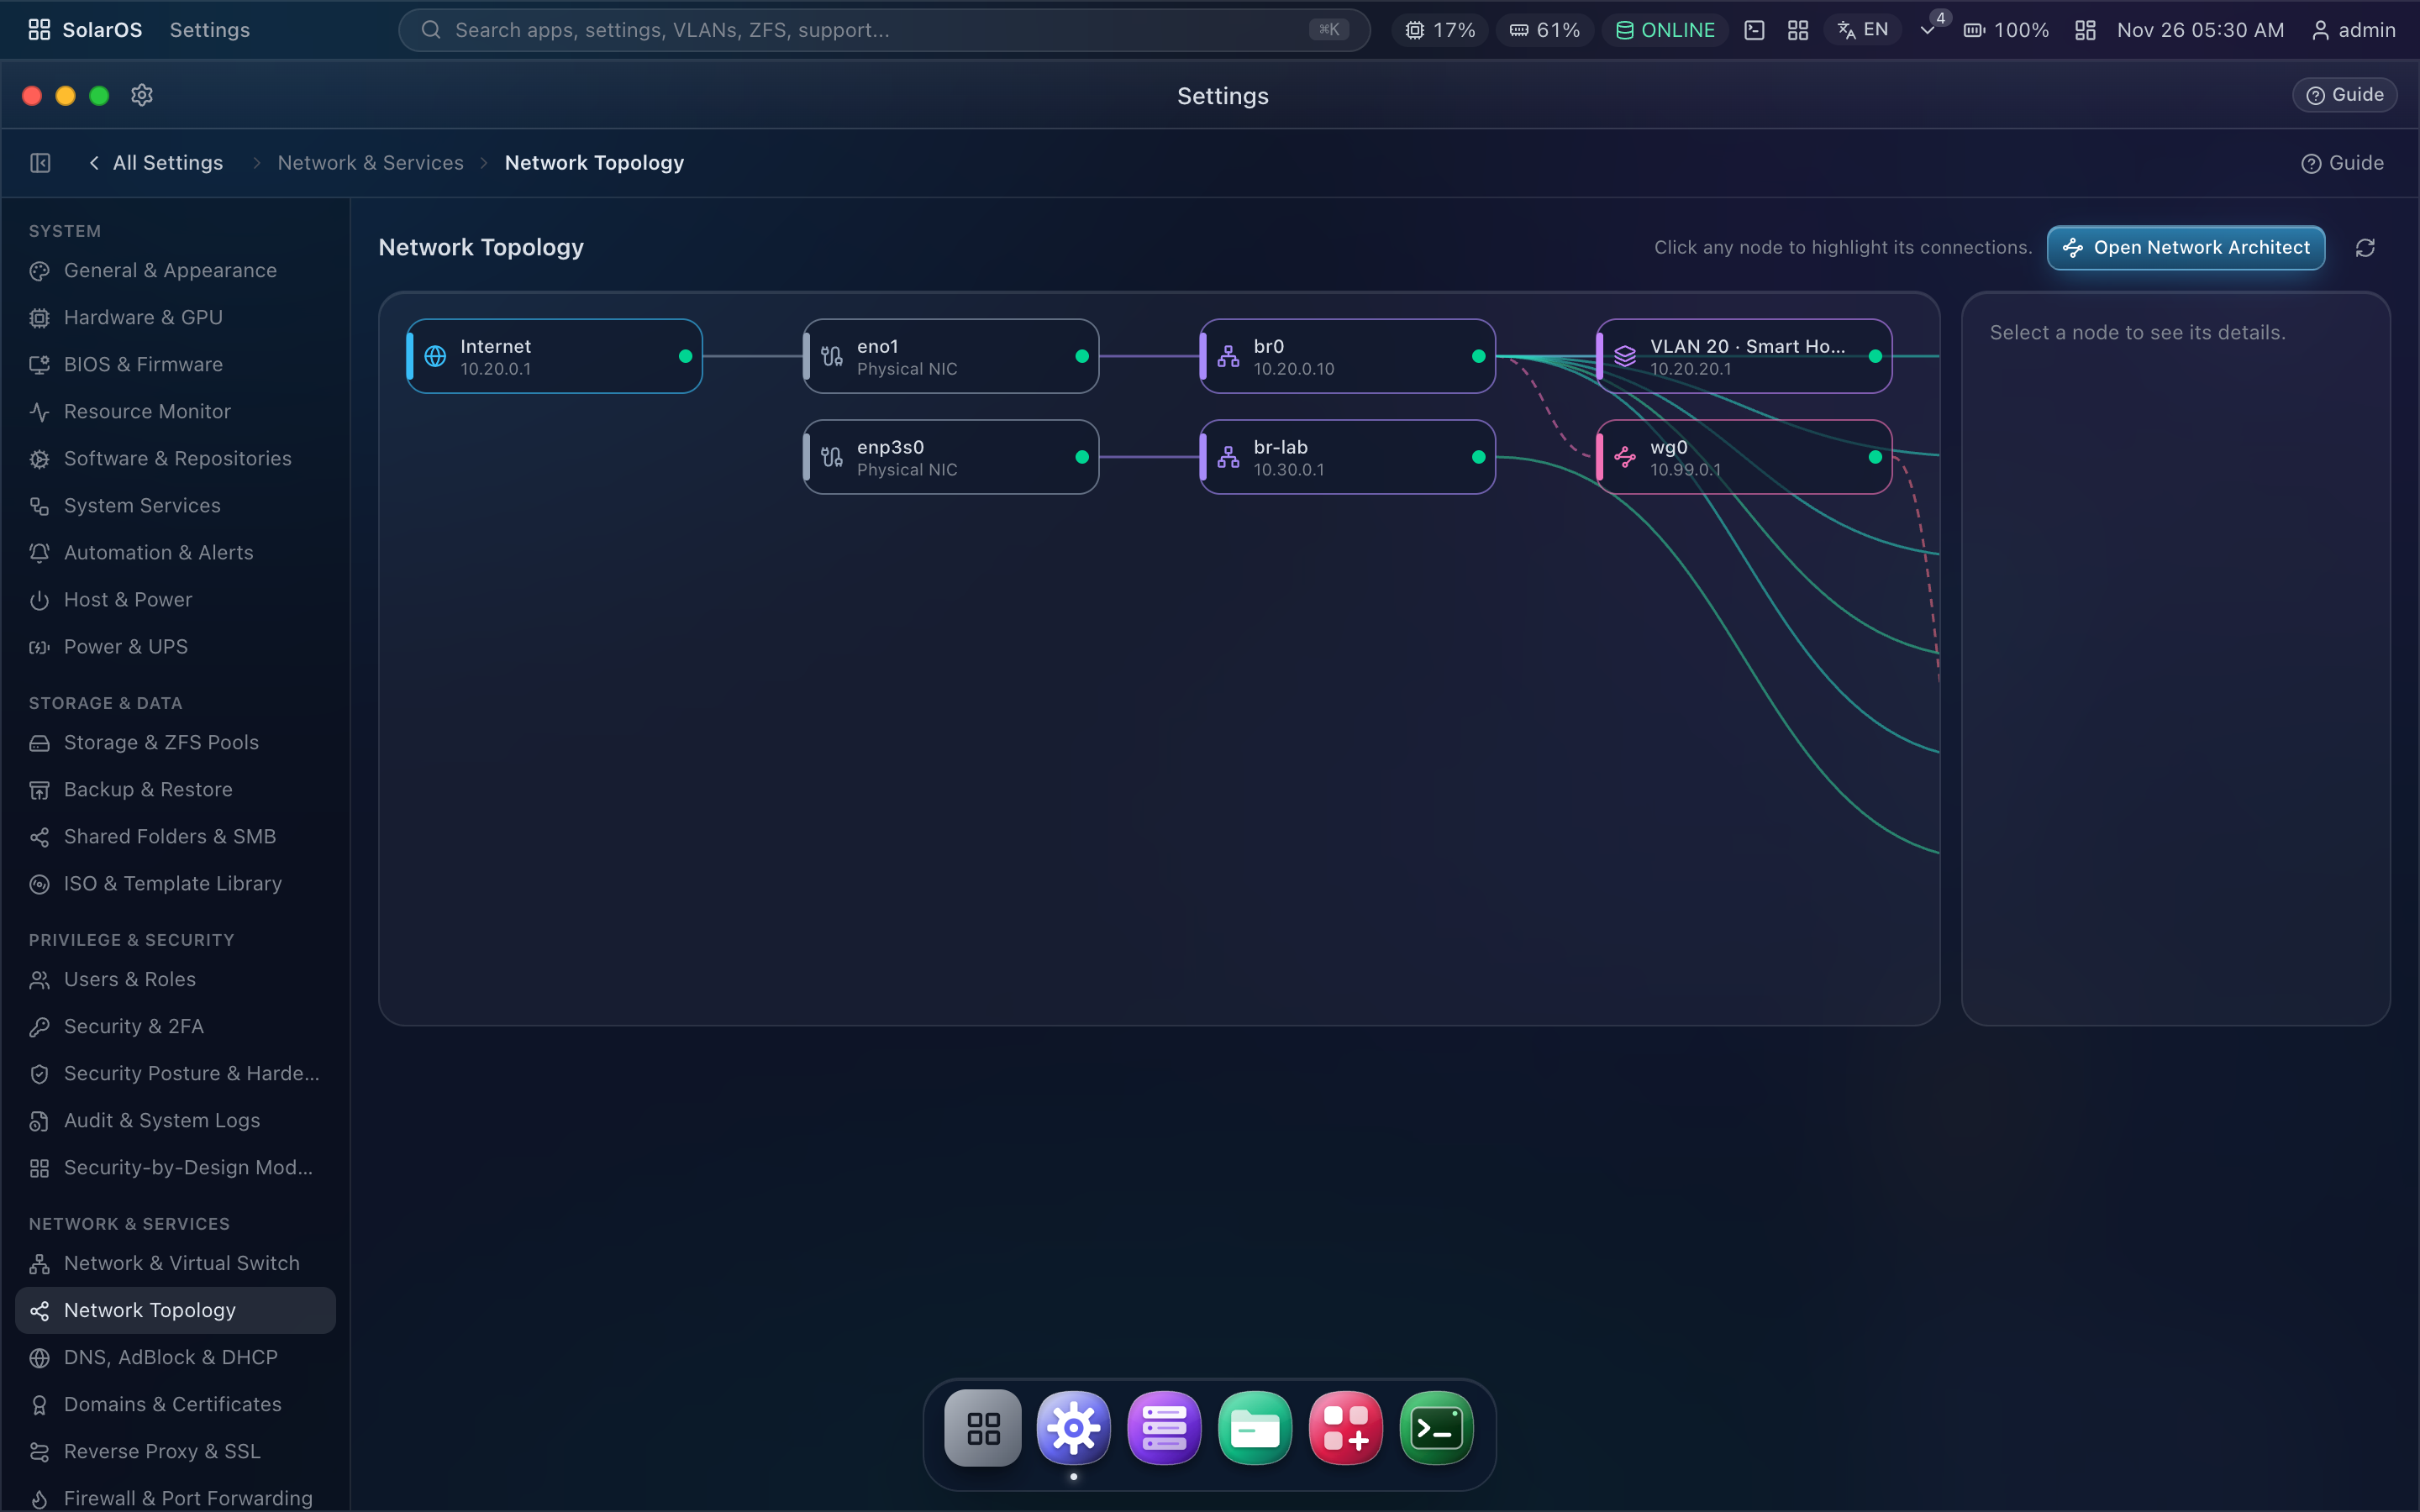 SolarOS Settings Search apps, settings, VLANs, ZFS, support... ⌘K 17% 61% ONLINE EN 4 100% Nov 26 05:30 AM admin
Settings Guide
All Settings Network & Services Network Topology Guide
SYSTEM
General & Appearance
Hardware & GPU
BIOS & Firmware
Resource Monitor
Software & Repositories
System Services
Automation & Alerts
Host & Power
Power & UPS
STORAGE & DATA
Storage & ZFS Pools
Backup & Restore
Shared Folders & SMB
ISO & Template Library
PRIVILEGE & SECURITY
Users & Roles
Security & 2FA
Security Posture & Harde...
Audit & System Logs
Security-by-Design Mod...
NETWORK & SERVICES
Network & Virtual Switch
Network Topology
DNS, AdBlock & DHCP
Domains & Certificates
Reverse Proxy & SSL
Firewall & Port Forwarding
Network Topology Click any node to highlight its connections. Open Network Architect
Internet
10.20.0.1
eno1
Physical NIC
br0
10.20.0.10
VLAN 20 · Smart Ho...
10.20.20.1
enp3s0
Physical NIC
br-lab
10.30.0.1
wg0
10.99.0.1
Select a node to see its details.